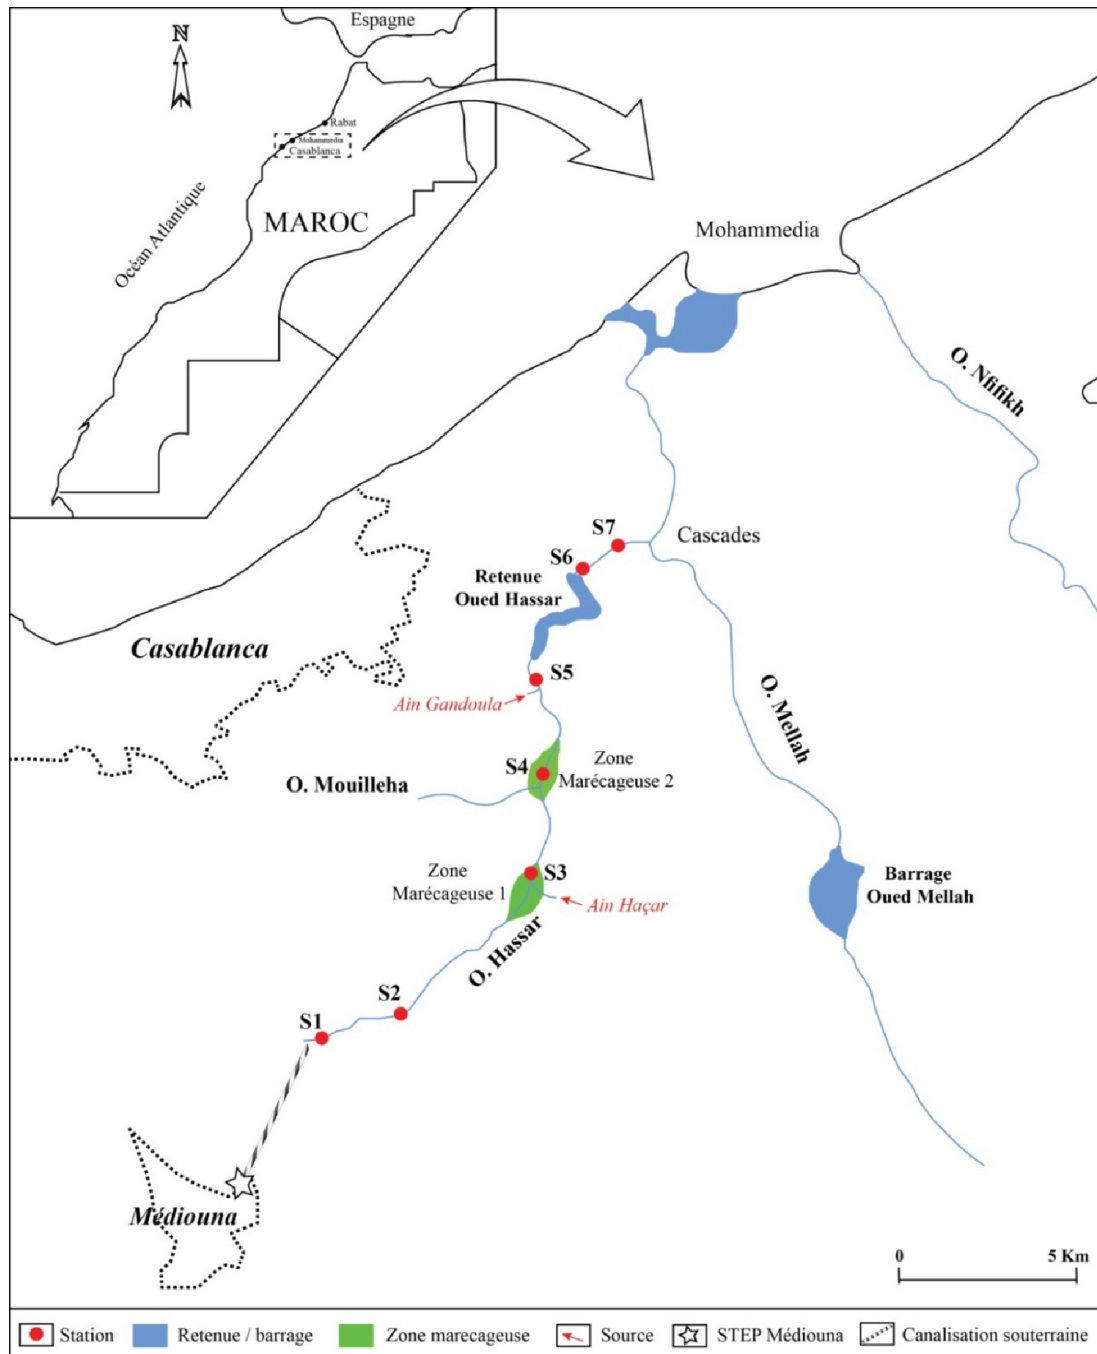 Espagne
N
Rabat
Mohammedia
Casablanca
Océan Atlantique
MAROC
Mohammedia
O. Nfifikh
S7
Cascades
S6
Retenue
Oued Hassar
Casablanca
S5
Ain Gandoula
O. Mellah
S4
Zone
Marécageuse 2
O. Mouilleha
Zone
Marécageuse 1
S3
Ain Haçar
Barrage
Oued Mellah
O. Hassar
S2
S1
Médiouna
0 5 Km
Station
Retenue / barrage
Zone marecageuse
Source
STEP Médiouna
Canalisation souterraine